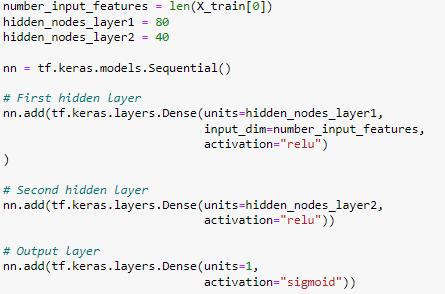 number_input_features = len(X_train[0])
hidden_nodes_layer1 = 80
hidden_nodes_layer2 = 40
nn = tf.keras.models.Sequential()
# First hidden layer
nn.add(tf.keras.layers.Dense(units=hidden_nodes_layer1,
input_dim=number_input_features,
activation="relu")
)
# Second hidden layer
nn.add(tf.keras.layers.Dense(units=hidden_nodes_layer2,
activation="relu"))
# Output layer
nn.add(tf.keras.layers.Dense(units=1,
activation="sigmoid"))